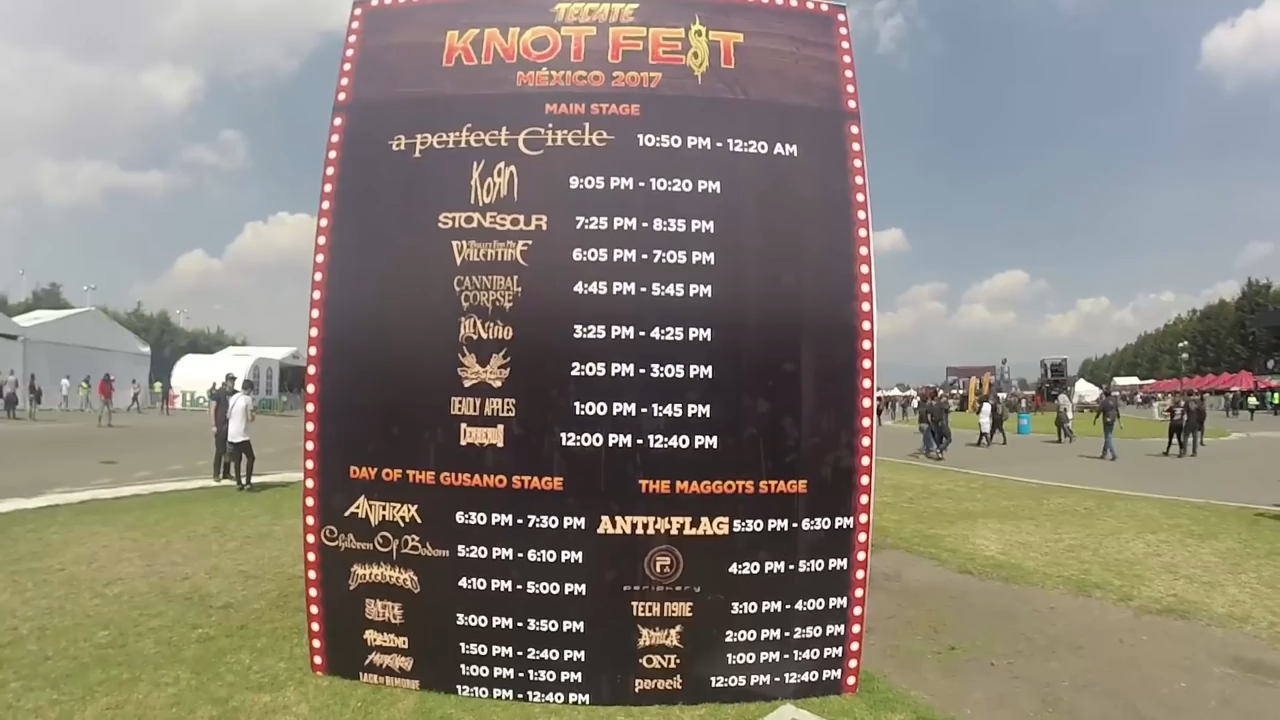 TECATE
KNOT FEST
MÉXICO 2017
MAIN STAGE
a perfect Circle 10:50 PM - 12:20 AM
KoRn 9:05 PM - 10:20 PM
STONE SOUR 7:25 PM - 8:35 PM
BULLET FOR MY VALENTINE 6:05 PM - 7:05 PM
CANNIBAL CORPSE 4:45 PM - 5:45 PM
ill Niño 3:25 PM - 4:25 PM
2:05 PM - 3:05 PM
DEADLY APPLES 1:00 PM - 1:45 PM
CERBERUS 12:00 PM - 12:40 PM
DAY OF THE GUSANO STAGE
ANTHRAX 6:30 PM - 7:30 PM
Children Of Bodom 5:20 PM - 6:10 PM
HATEBREED 4:10 PM - 5:00 PM
SUICIDE SILENCE 3:00 PM - 3:50 PM
1:50 PM - 2:40 PM
1:00 PM - 1:30 PM
LACK OF REMORSE 12:10 PM - 12:40 PM
THE MAGGOTS STAGE
ANTI-FLAG 5:30 PM - 6:30 PM
P
periphery 4:20 PM - 5:10 PM
TECH N9NE 3:10 PM - 4:00 PM
ATTILA 2:00 PM - 2:50 PM
·ONI· 1:00 PM - 1:40 PM
parazit 12:05 PM - 12:40 PM